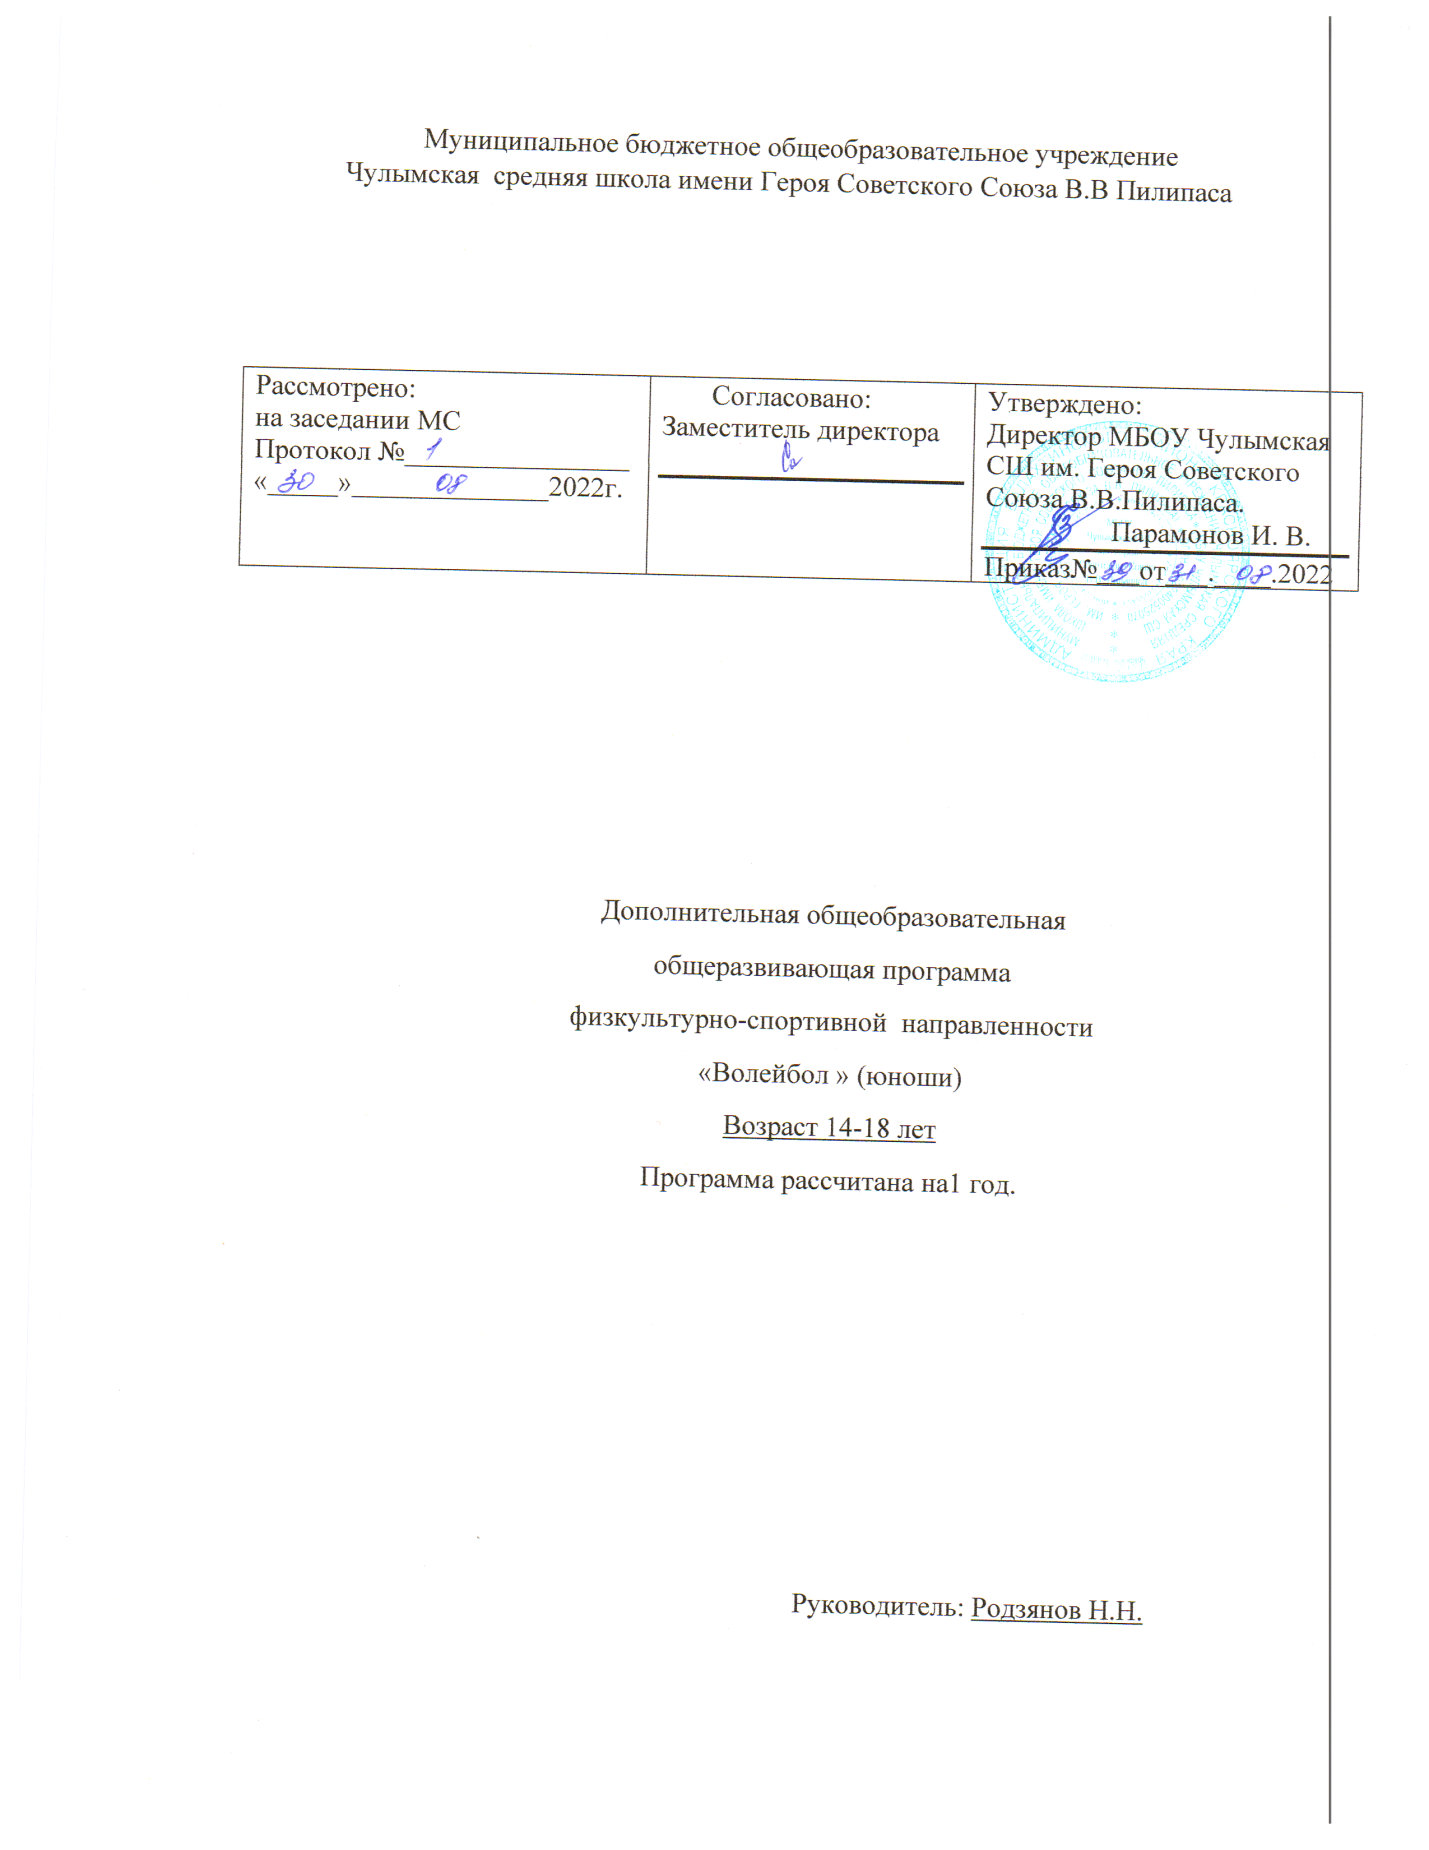 Муниципальное бюджетное общеобразовательное учреждение
Чулымская средняя школа имени Героя Советского Союза В.В Пилипаса
Рассмотрено:
на заседании МС
Протокол № 1
« 30 » 08 2022г.
Согласовано:
Заместитель директора
Утверждено:
Директор МБОУ Чулымская
СШ им. Героя Советского
Союза В.В.Пилипаса.
Парамонов И. В.
Приказ№ 39 от 31 . 08 .2022
Дополнительная общеобразовательная
общеразвивающая программа
физкультурно-спортивной направленности
«Волейбол » (юноши)
Возраст 14-18 лет
Программа рассчитана на1 год.
Руководитель: Родзянов Н.Н.